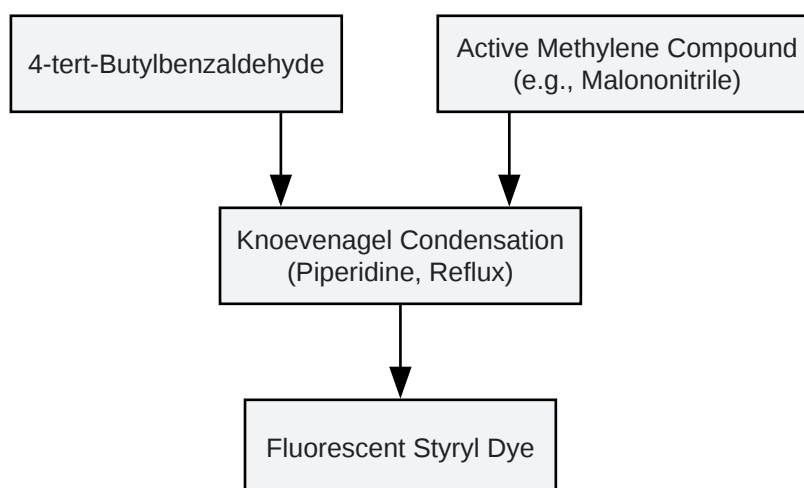 4-tert-Butylbenzaldehyde
Active Methylene Compound
(e.g., Malononitrile)
Knoevenagel Condensation
(Piperidine, Reflux)
Fluorescent Styryl Dye